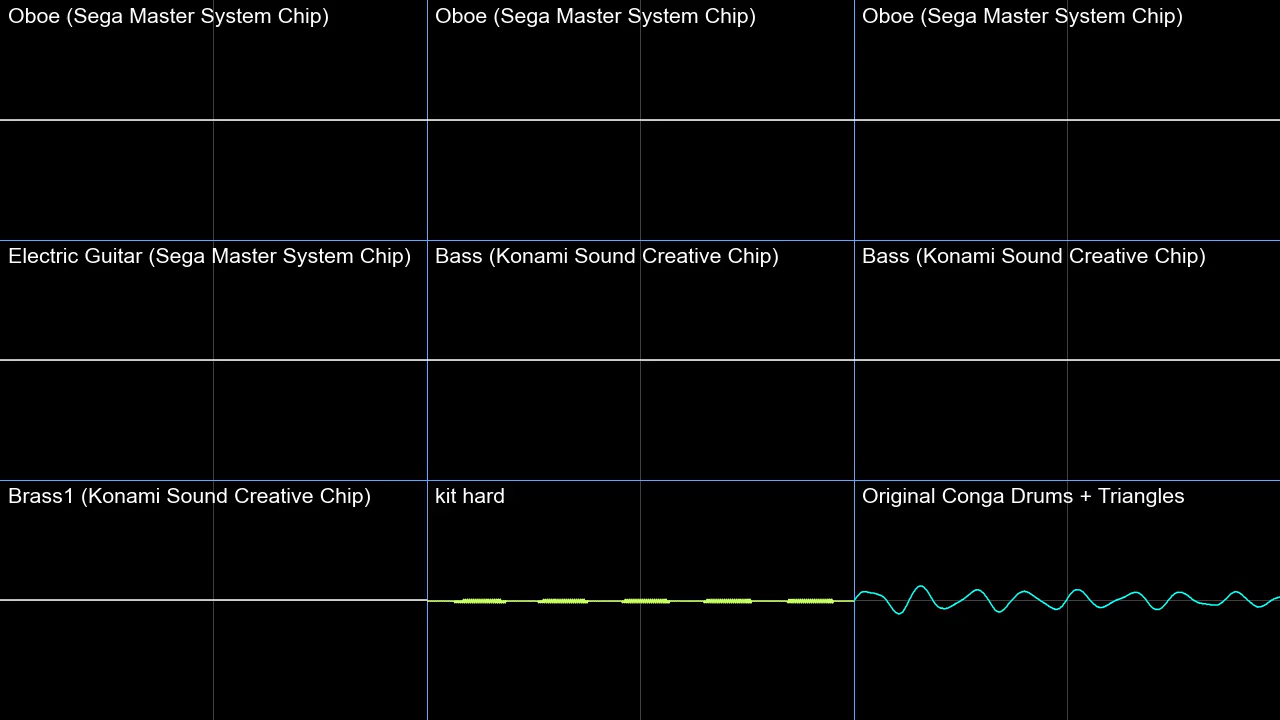 Oboe (Sega Master System Chip)
Oboe (Sega Master System Chip)
Oboe (Sega Master System Chip)
Electric Guitar (Sega Master System Chip)
Bass (Konami Sound Creative Chip)
Bass (Konami Sound Creative Chip)
Brass1 (Konami Sound Creative Chip)
kit hard
Original Conga Drums + Triangles